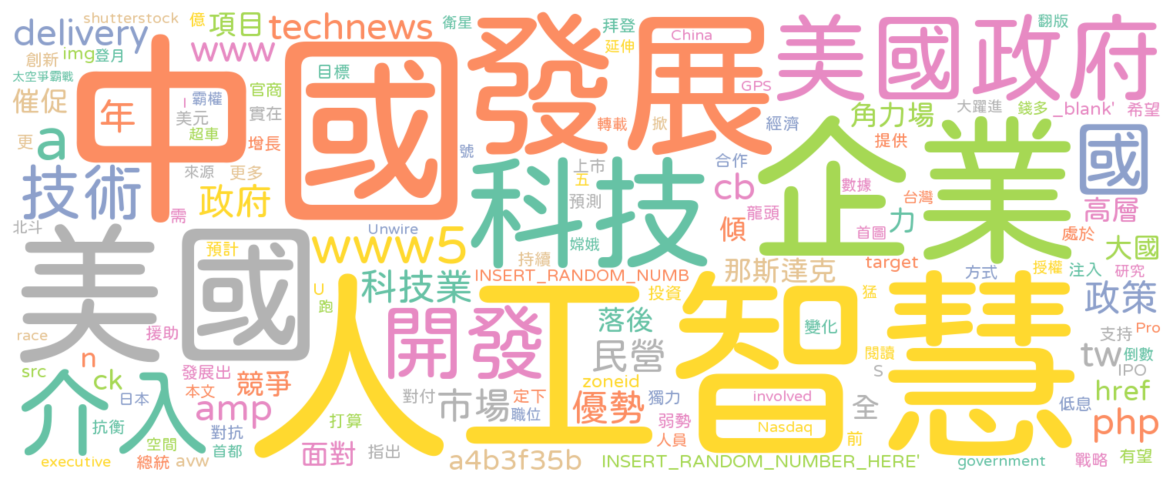 shutterstock
億
項目
technews
衛星
拜登
翻版
delivery
img
登月
www
延伸
China
美國政府
創新
中國
發展
太空爭霸戰
目標
GPS
催促
年
官商
霸權
l
美元
實在
大躍進
錢多
_blank'
希望
角力場
a
超車
增長
轉載
掀
經濟
提供
更
來源
更多
號
上市
合作
企業
國
技術
科技
五
cb
數據
台灣
高層
政府
需
預測
龍頭
力
北斗
Unwire
嫦娥
傾
首圖
處於
大國
美國
預計
www5
持續
那斯達克
target
方式
授權
注入
研究
INSERT_RANDOM_NUMB
科技業
投資
猛
政策
U
人工智慧
跑
開發
落後
變化
支持
Pro
race
援助
民營
閱讀
tw
倒數
n
src
發展出
S
IPO
介入
ck
本文
競爭
zoneid
對付
市場
定下
優勢
獨力
involved
href
日本
amp
職位
全
低息
抗衡
對抗
打算
弱勢
Nasdaq
php
空間
首都
面對
指出
人員
前
executive
總統
avw
a4b3f35b
INSERT_RANDOM_NUMBER_HERE'
government
戰略
有望